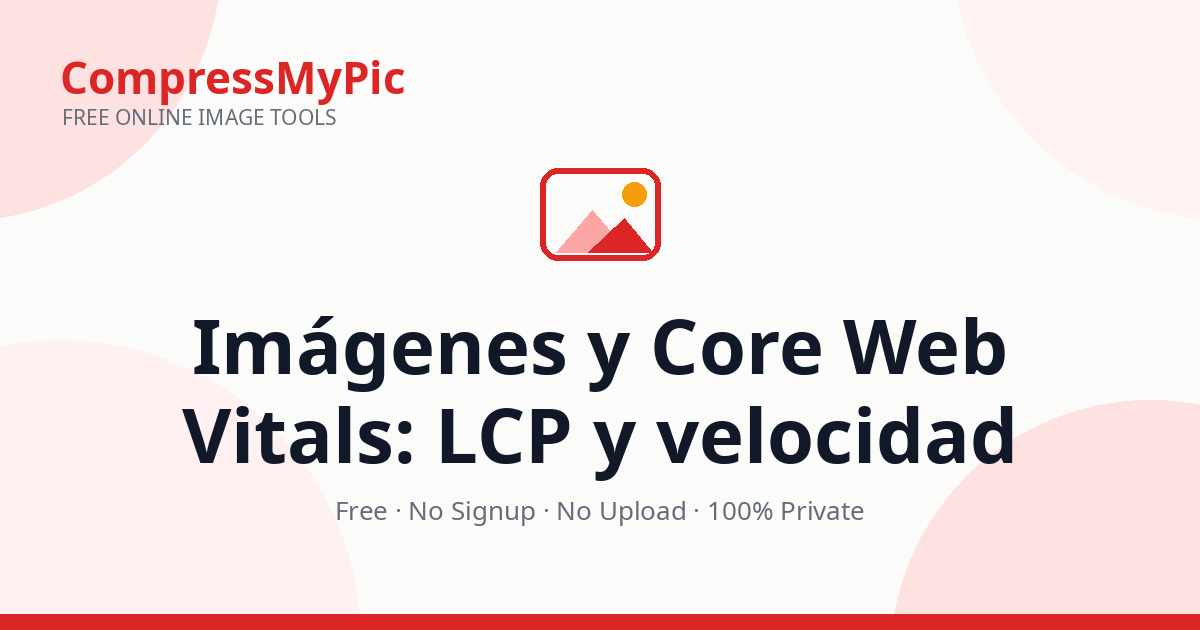 CompressMyPic
FREE ONLINE IMAGE TOOLS
Imágenes y Core Web
Vitals: LCP y velocidad
Free · No Signup · No Upload · 100% Private